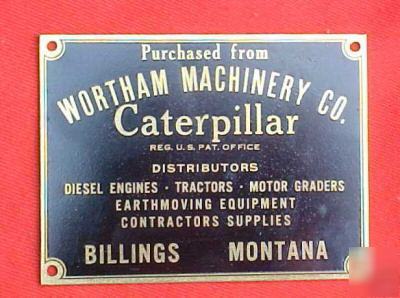 Purchased from
WORTHAM MACHINERY CO.
Caterpillar
REG. U.S. PAT. OFFICE
DISTRIBUTORS
DIESEL ENGINES · TRACTORS · MOTOR GRADERS
EARTHMOVING EQUIPMENT
CONTRACTORS SUPPLIES
BILLINGS MONTANA